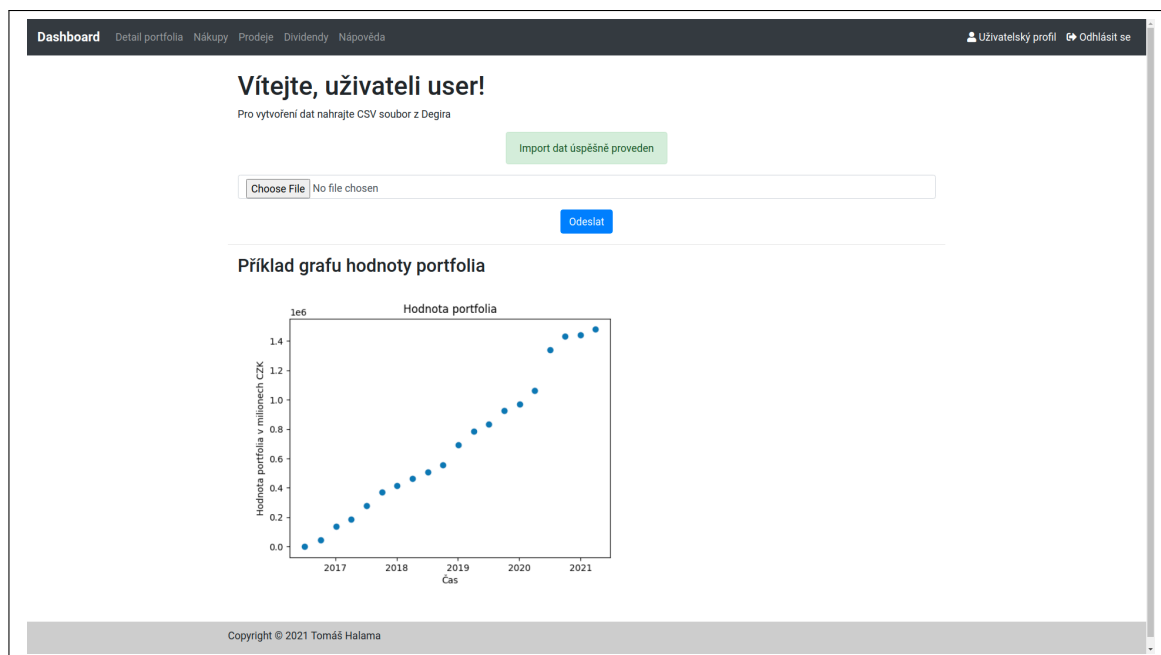 Dashboard Detail portfolia Nákupy Prodeje Dividendy Nápověda Uživatelský profil Odhlásit se
Vítejte, uživateli user!
Pro vytvoření dat nahrajte CSV soubor z Degira
Import dat úspěšně proveden
Choose File No file chosen
Odeslat
Příklad grafu hodnoty portfolia
Hodnota portfolia
1e6
1.4
1.2
1.0
0.8
0.6
0.4
0.2
0.0
Hodnota portfolia v milionech CZK
2017 2018 2019 2020 2021
Čas
Copyright © 2021 Tomáš Halama